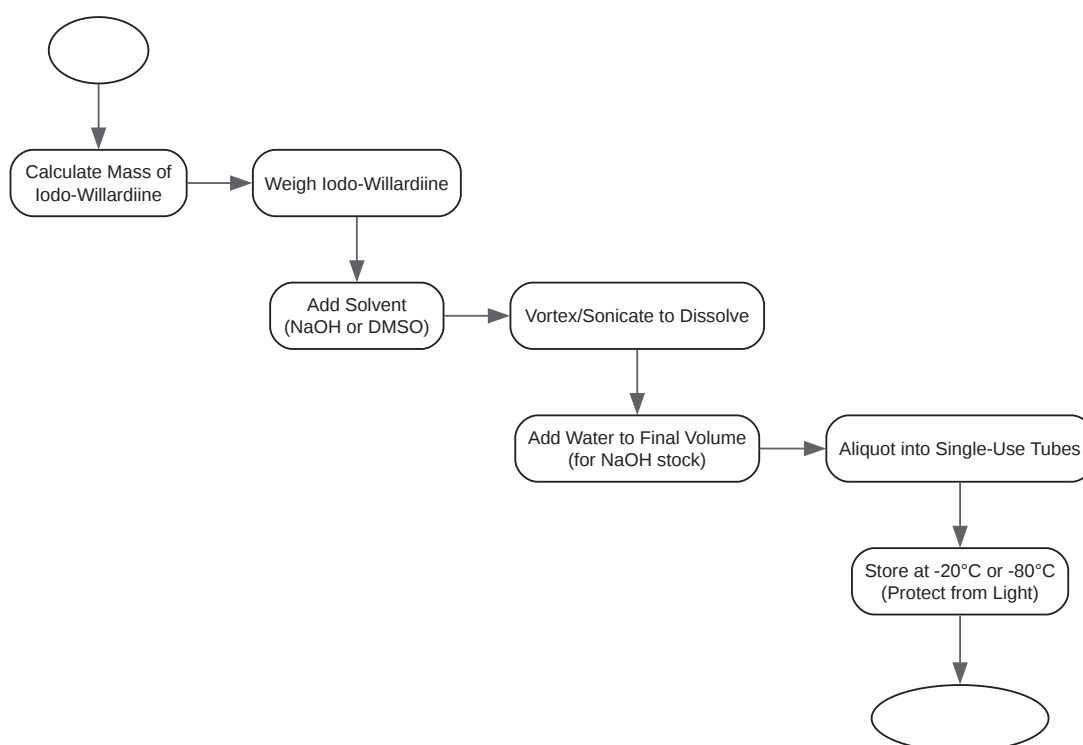 Calculate Mass of
Iodo-Willardiine
Weigh Iodo-Willardiine
Add Solvent
(NaOH or DMSO)
Vortex/Sonicate to Dissolve
Add Water to Final Volume
(for NaOH stock)
Aliquot into Single-Use Tubes
Store at -20°C or -80°C
(Protect from Light)